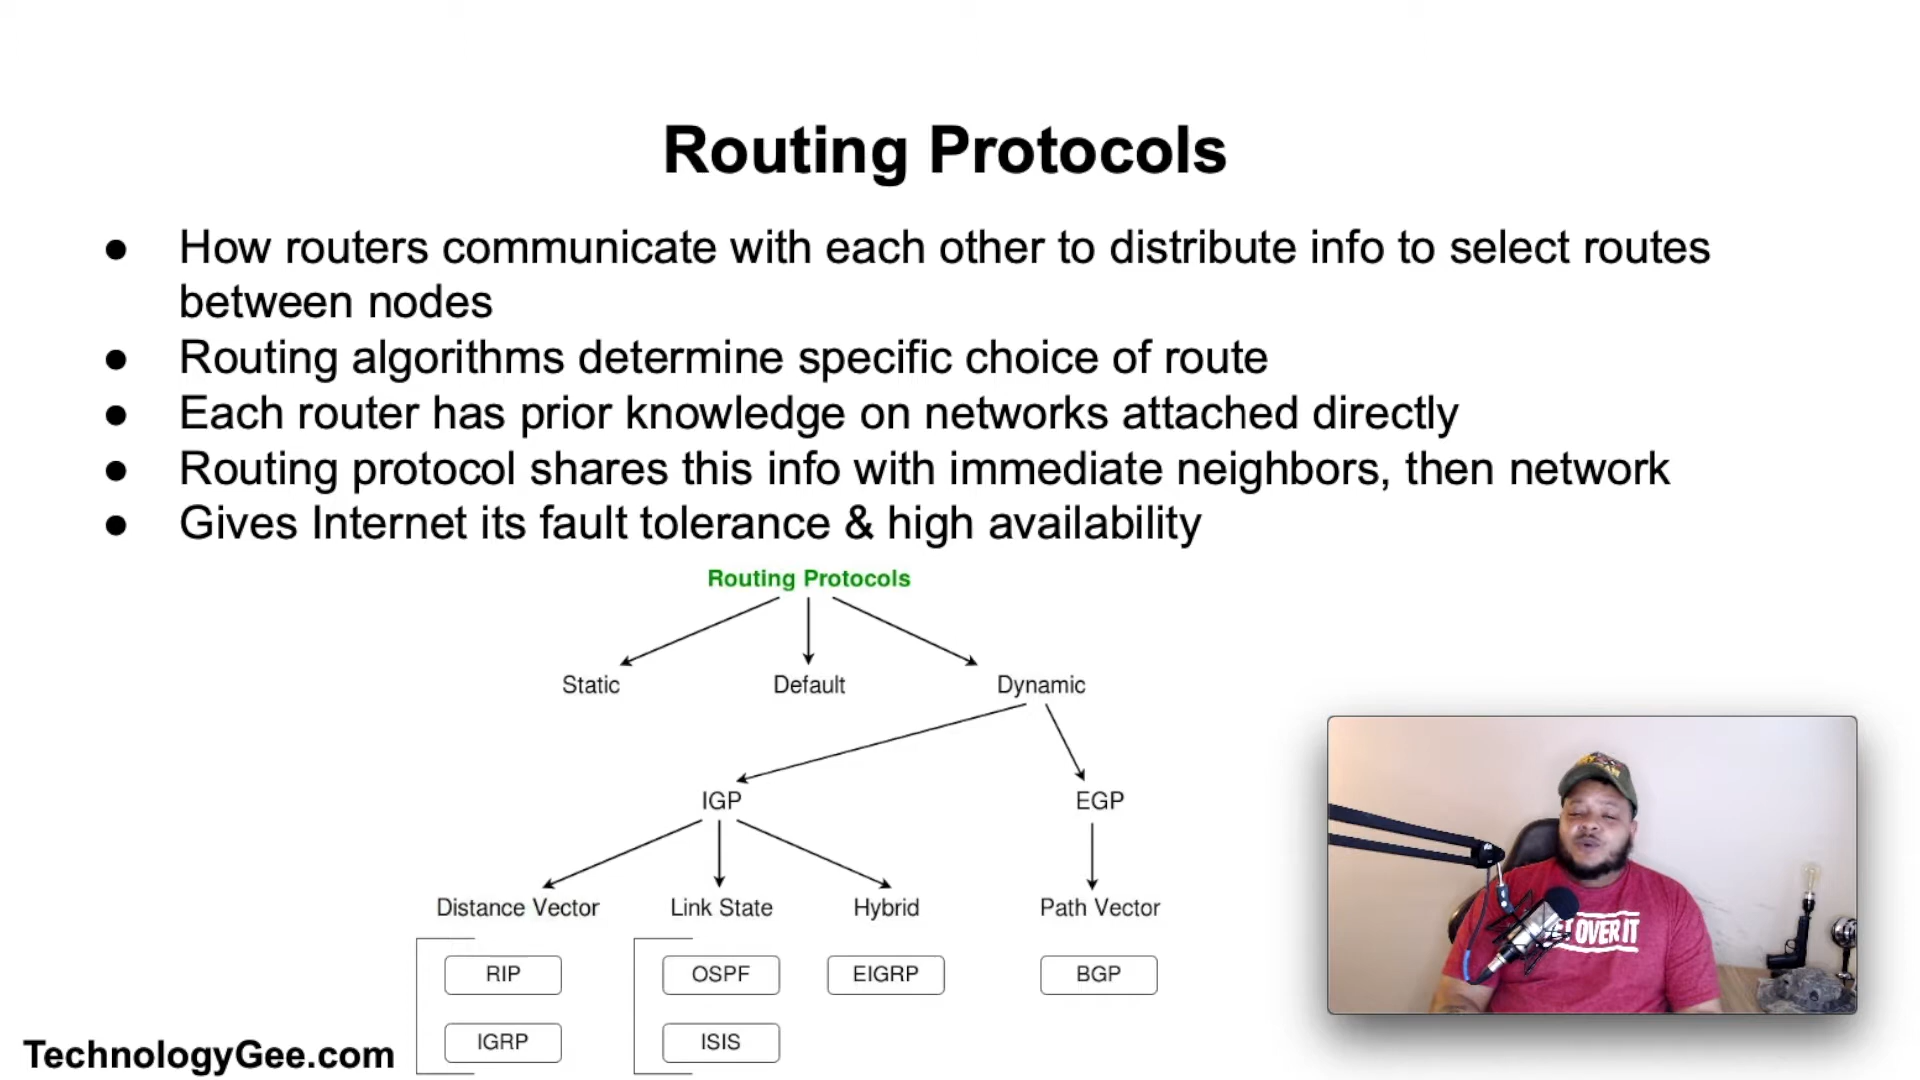 Routing Protocols
● How routers communicate with each other to distribute info to select routes
between nodes
● Routing algorithms determine specific choice of route
● Each router has prior knowledge on networks attached directly
● Routing protocol shares this info with immediate neighbors, then network
● Gives Internet its fault tolerance & high availability
Routing Protocols
Static Default Dynamic
IGP EGP
Distance Vector Link State Hybrid Path Vector
RIP OSPF EIGRP BGP
IGRP ISIS
OVER IT
TechnologyGee.com